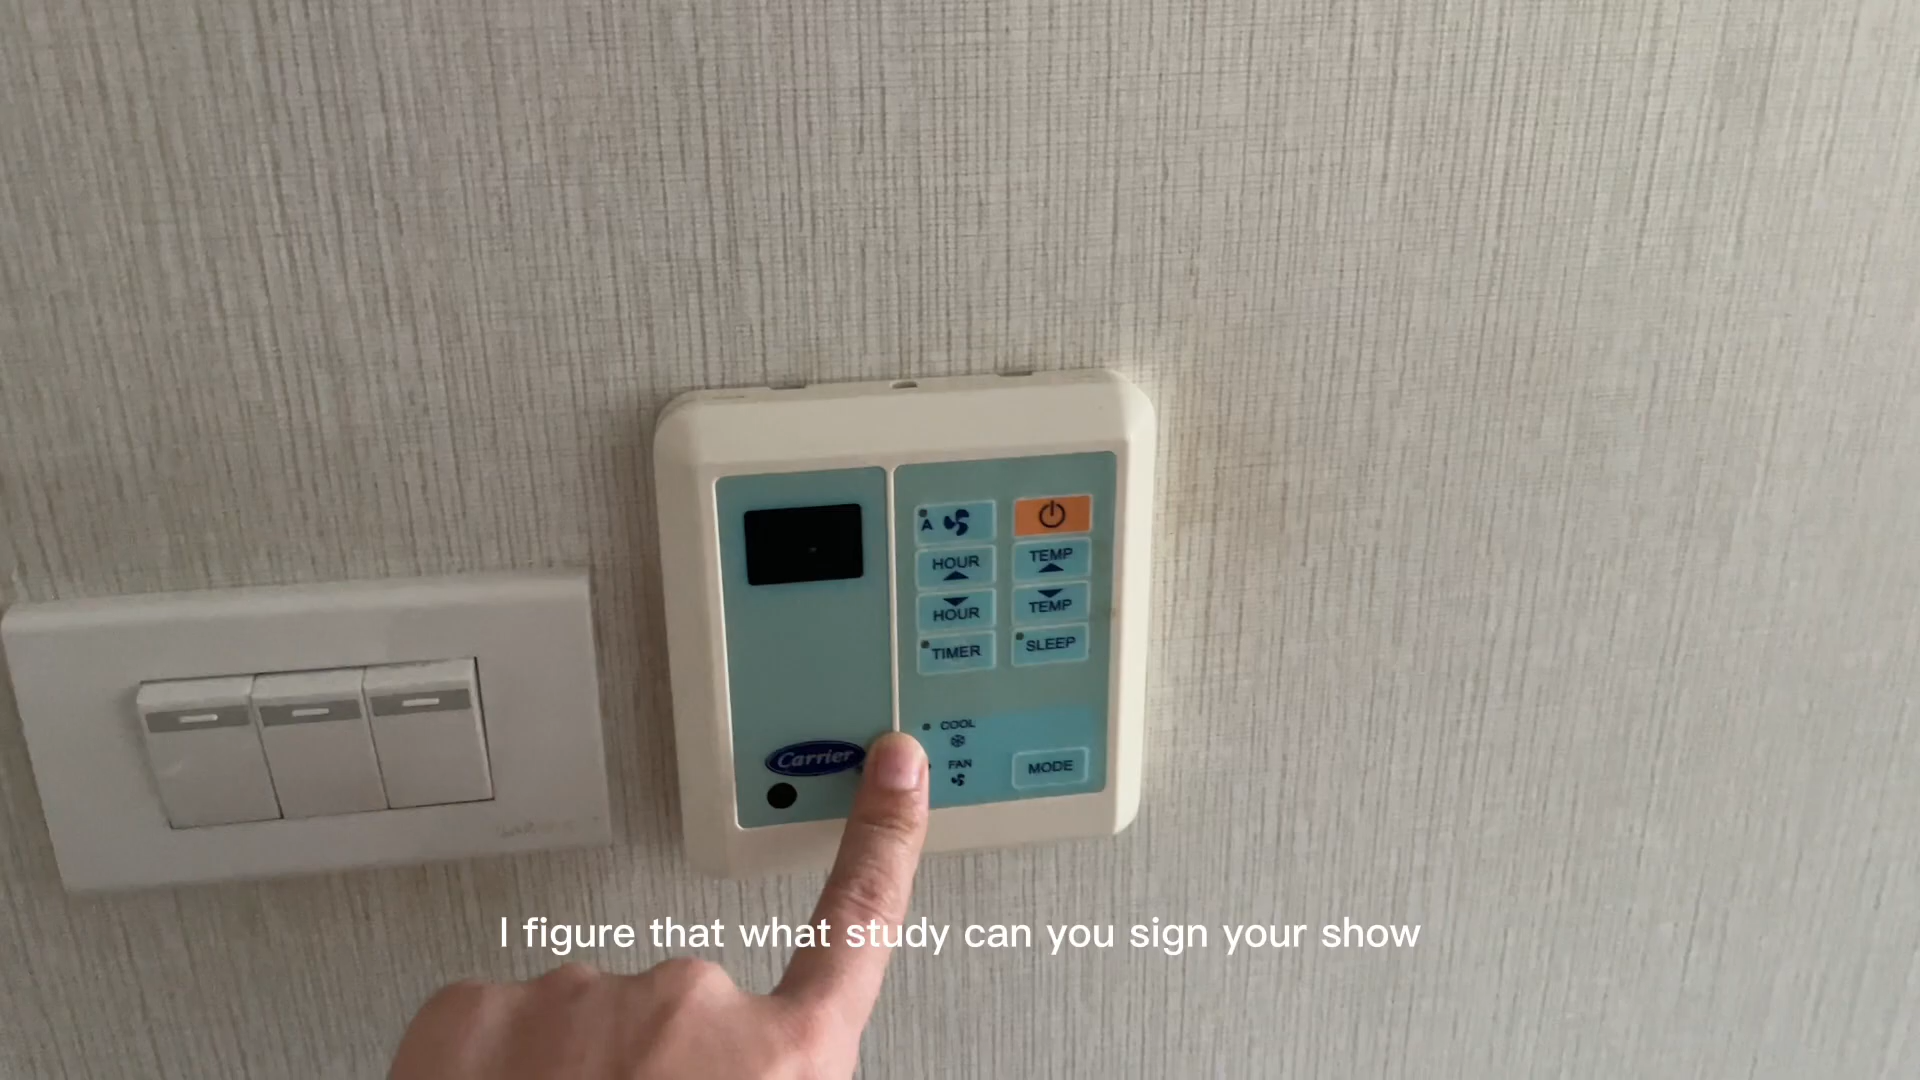 A
HOUR
TEMP
HOUR
TEMP
TIMER
SLEEP
COOL
Carrier
FAN
MODE
I figure that what study can you sign your show